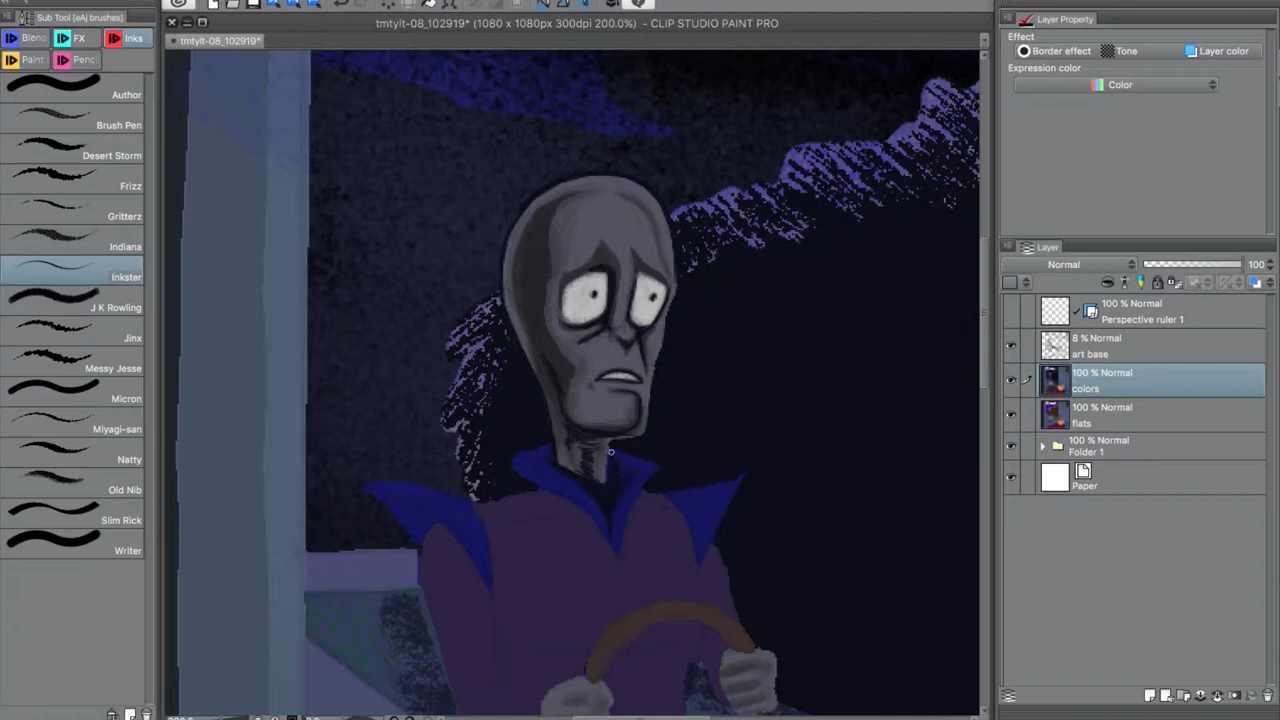 Sub Tool [eAj brushes]
Blend
FX
Inks
Paint
Penc
Author
Brush Pen
Desert Storm
Frizz
Gritterz
Indiana
Inkster
J K Rowling
Jinx
Messy Jesse
Micron
Miyagi-san
Natty
Old Nib
Slim Rick
Writer
mtylt-08_102919* (1080 x 1080px 300dpi 200.0%) - CLIP STUDIO PAINT PRO
tmtylt-08_102919*
Layer Property
Effect
Border effect
Tone
Layer color
Expression color
Color
Layer
Normal
100
100 % Normal
Perspective ruler 1
8 % Normal
art base
100 % Normal
colors
100 % Normal
flats
100 % Normal
Folder 1
Paper